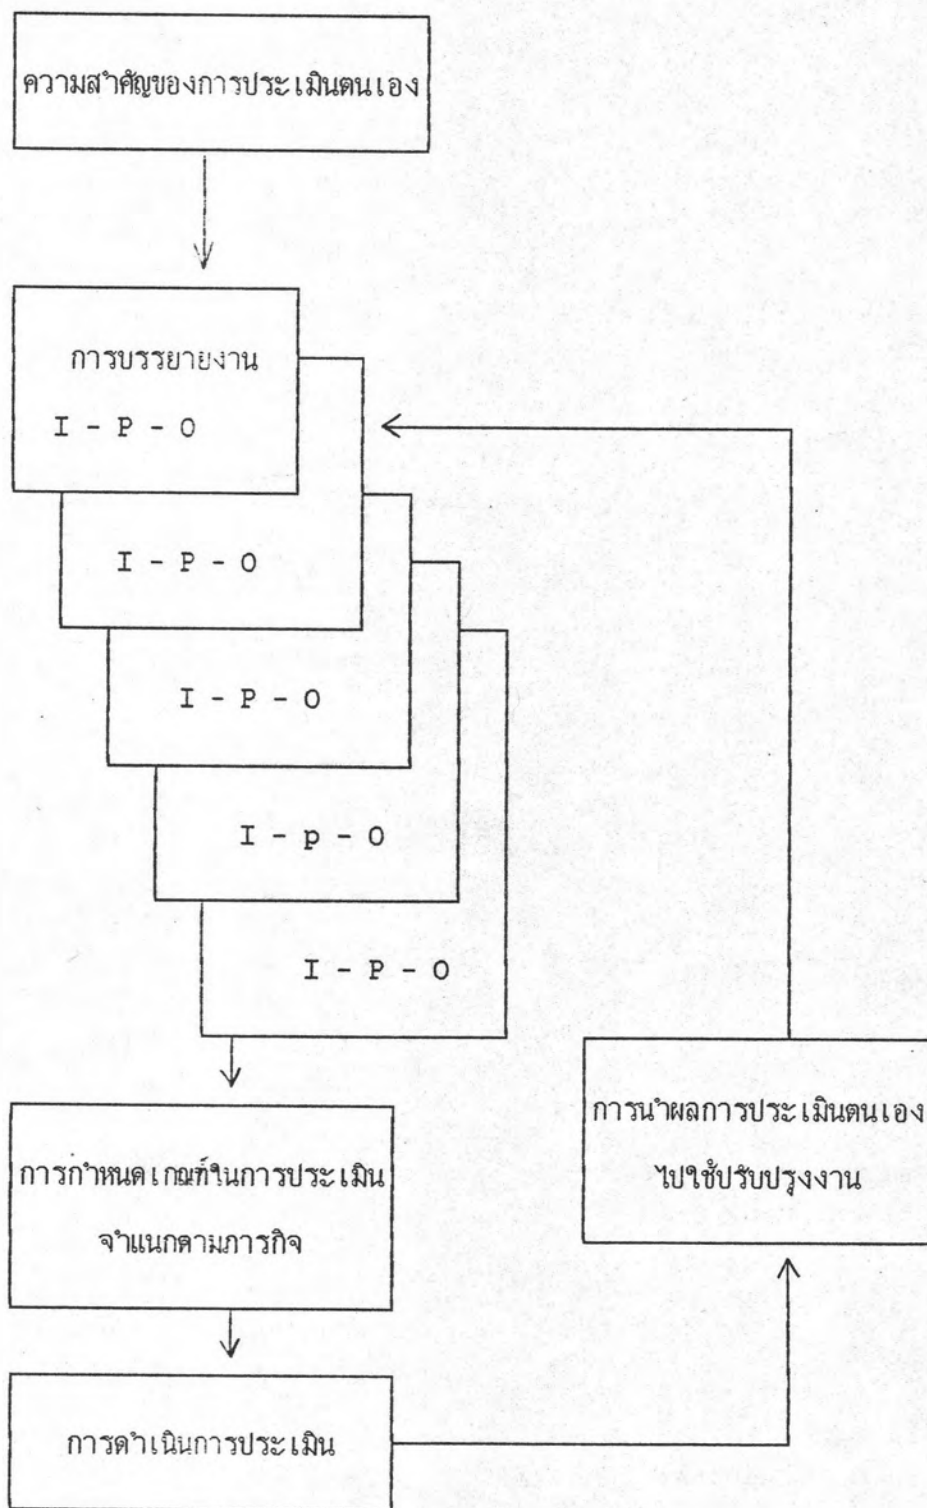 ความสำคัญของการประเมินตนเอง
การบรรยายงาน
I - P - O
I - P - O
I - P - O
I - p - O
I - P - O
การนำผลการประเมินตนเอง
ไปใช้ปรับปรุงงาน
การกำหนดเกณฑ์ในการประเมิน
จำแนกตามภารกิจ
การดำเนินการประเมิน